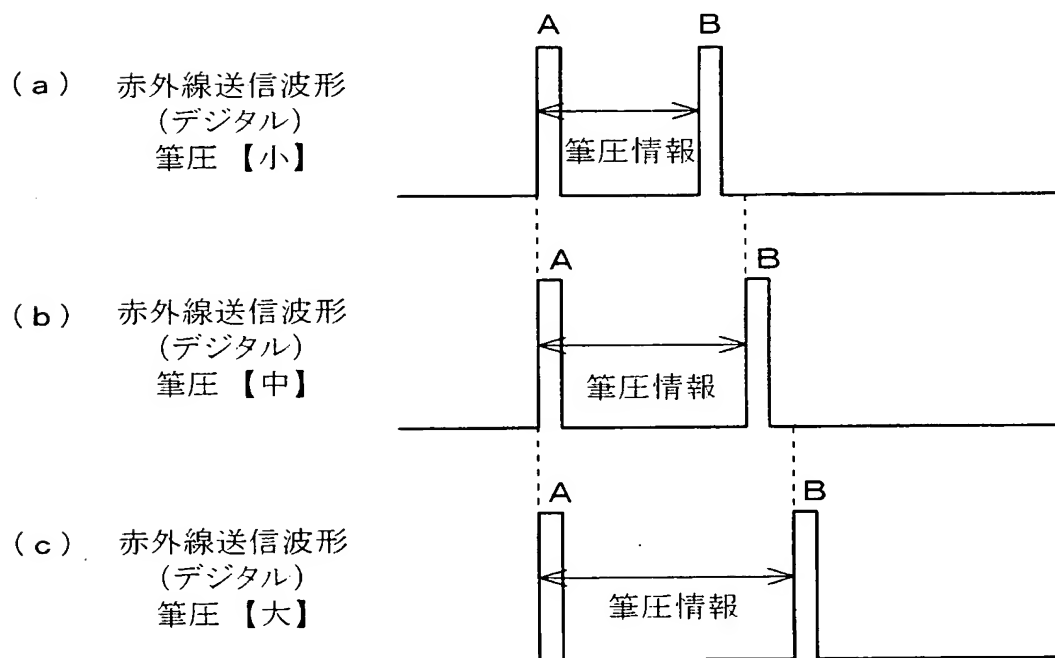 A B
(a) 赤外線送信波形
(デジタル)
筆圧【小】
筆圧情報
A B
(b) 赤外線送信波形
(デジタル)
筆圧【中】
筆圧情報
A B
(c) 赤外線送信波形
(デジタル)
筆圧【大】
筆圧情報